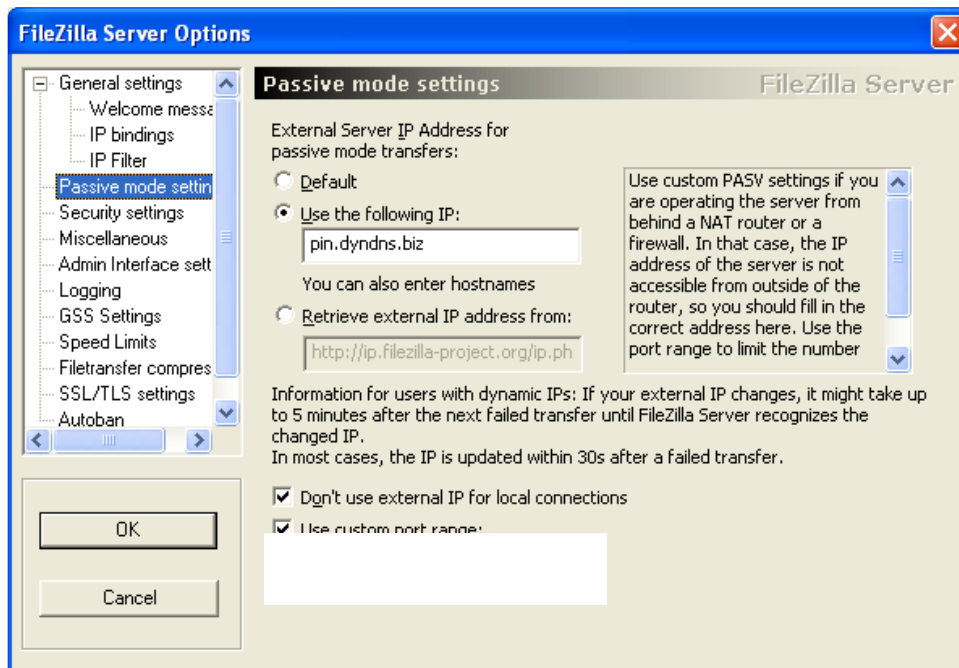 FileZilla Server Options
General settings
Welcome messa
IP bindings
IP Filter
Passive mode settin
Security settings
Miscellaneous
Admin Interface sett
Logging
GSS Settings
Speed Limits
Filetransfer compres
SSL/TLS settings
Autoban
OK
Cancel
Passive mode settings
FileZilla Server
External Server IP Address for
passive mode transfers:
Default
Use the following IP:
pin.dyndns.biz
You can also enter hostnames
Retrieve external IP address from:
http://ip.filezilla-project.org/ip.ph
Use custom PASV settings if you
are operating the server from
behind a NAT router or a
firewall. In that case, the IP
address of the server is not
accessible from outside of the
router, so you should fill in the
correct address here. Use the
port range to limit the number
Information for users with dynamic IPs: If your external IP changes, it might take up
to 5 minutes after the next failed transfer until FileZilla Server recognizes the
changed IP.
In most cases, the IP is updated within 30s after a failed transfer.
Don't use external IP for local connections
Use custom port range: